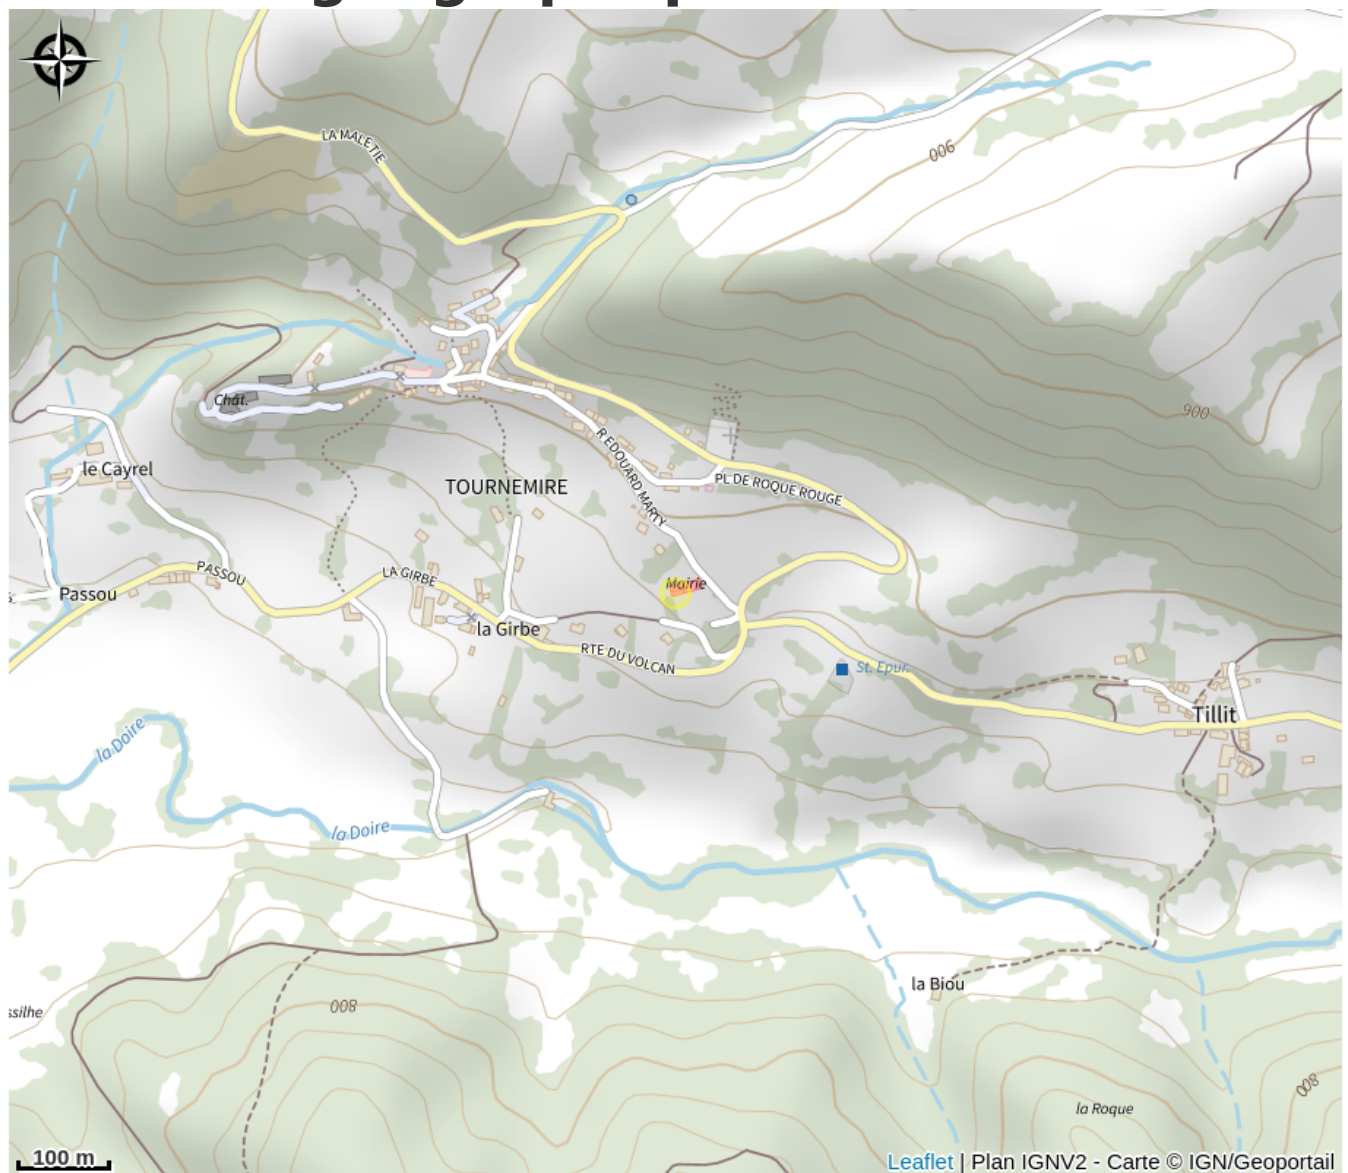 LA MALETIE
900
Chât.
900
le Cayrel
R EDOUARD MARTY
TOURNEMIRE
PL DE ROQUE ROUGE
PASSOU
LA GIRBE
Mairie
Passou
la Girbe
RTE DU VOLCAN
St. Epur.
Tillit
la Doire
la Doire
la Biou
800
ssilhe
800
la Roque
100 m
Leaflet | Plan IGNV2 - Carte © IGN/Geoportail